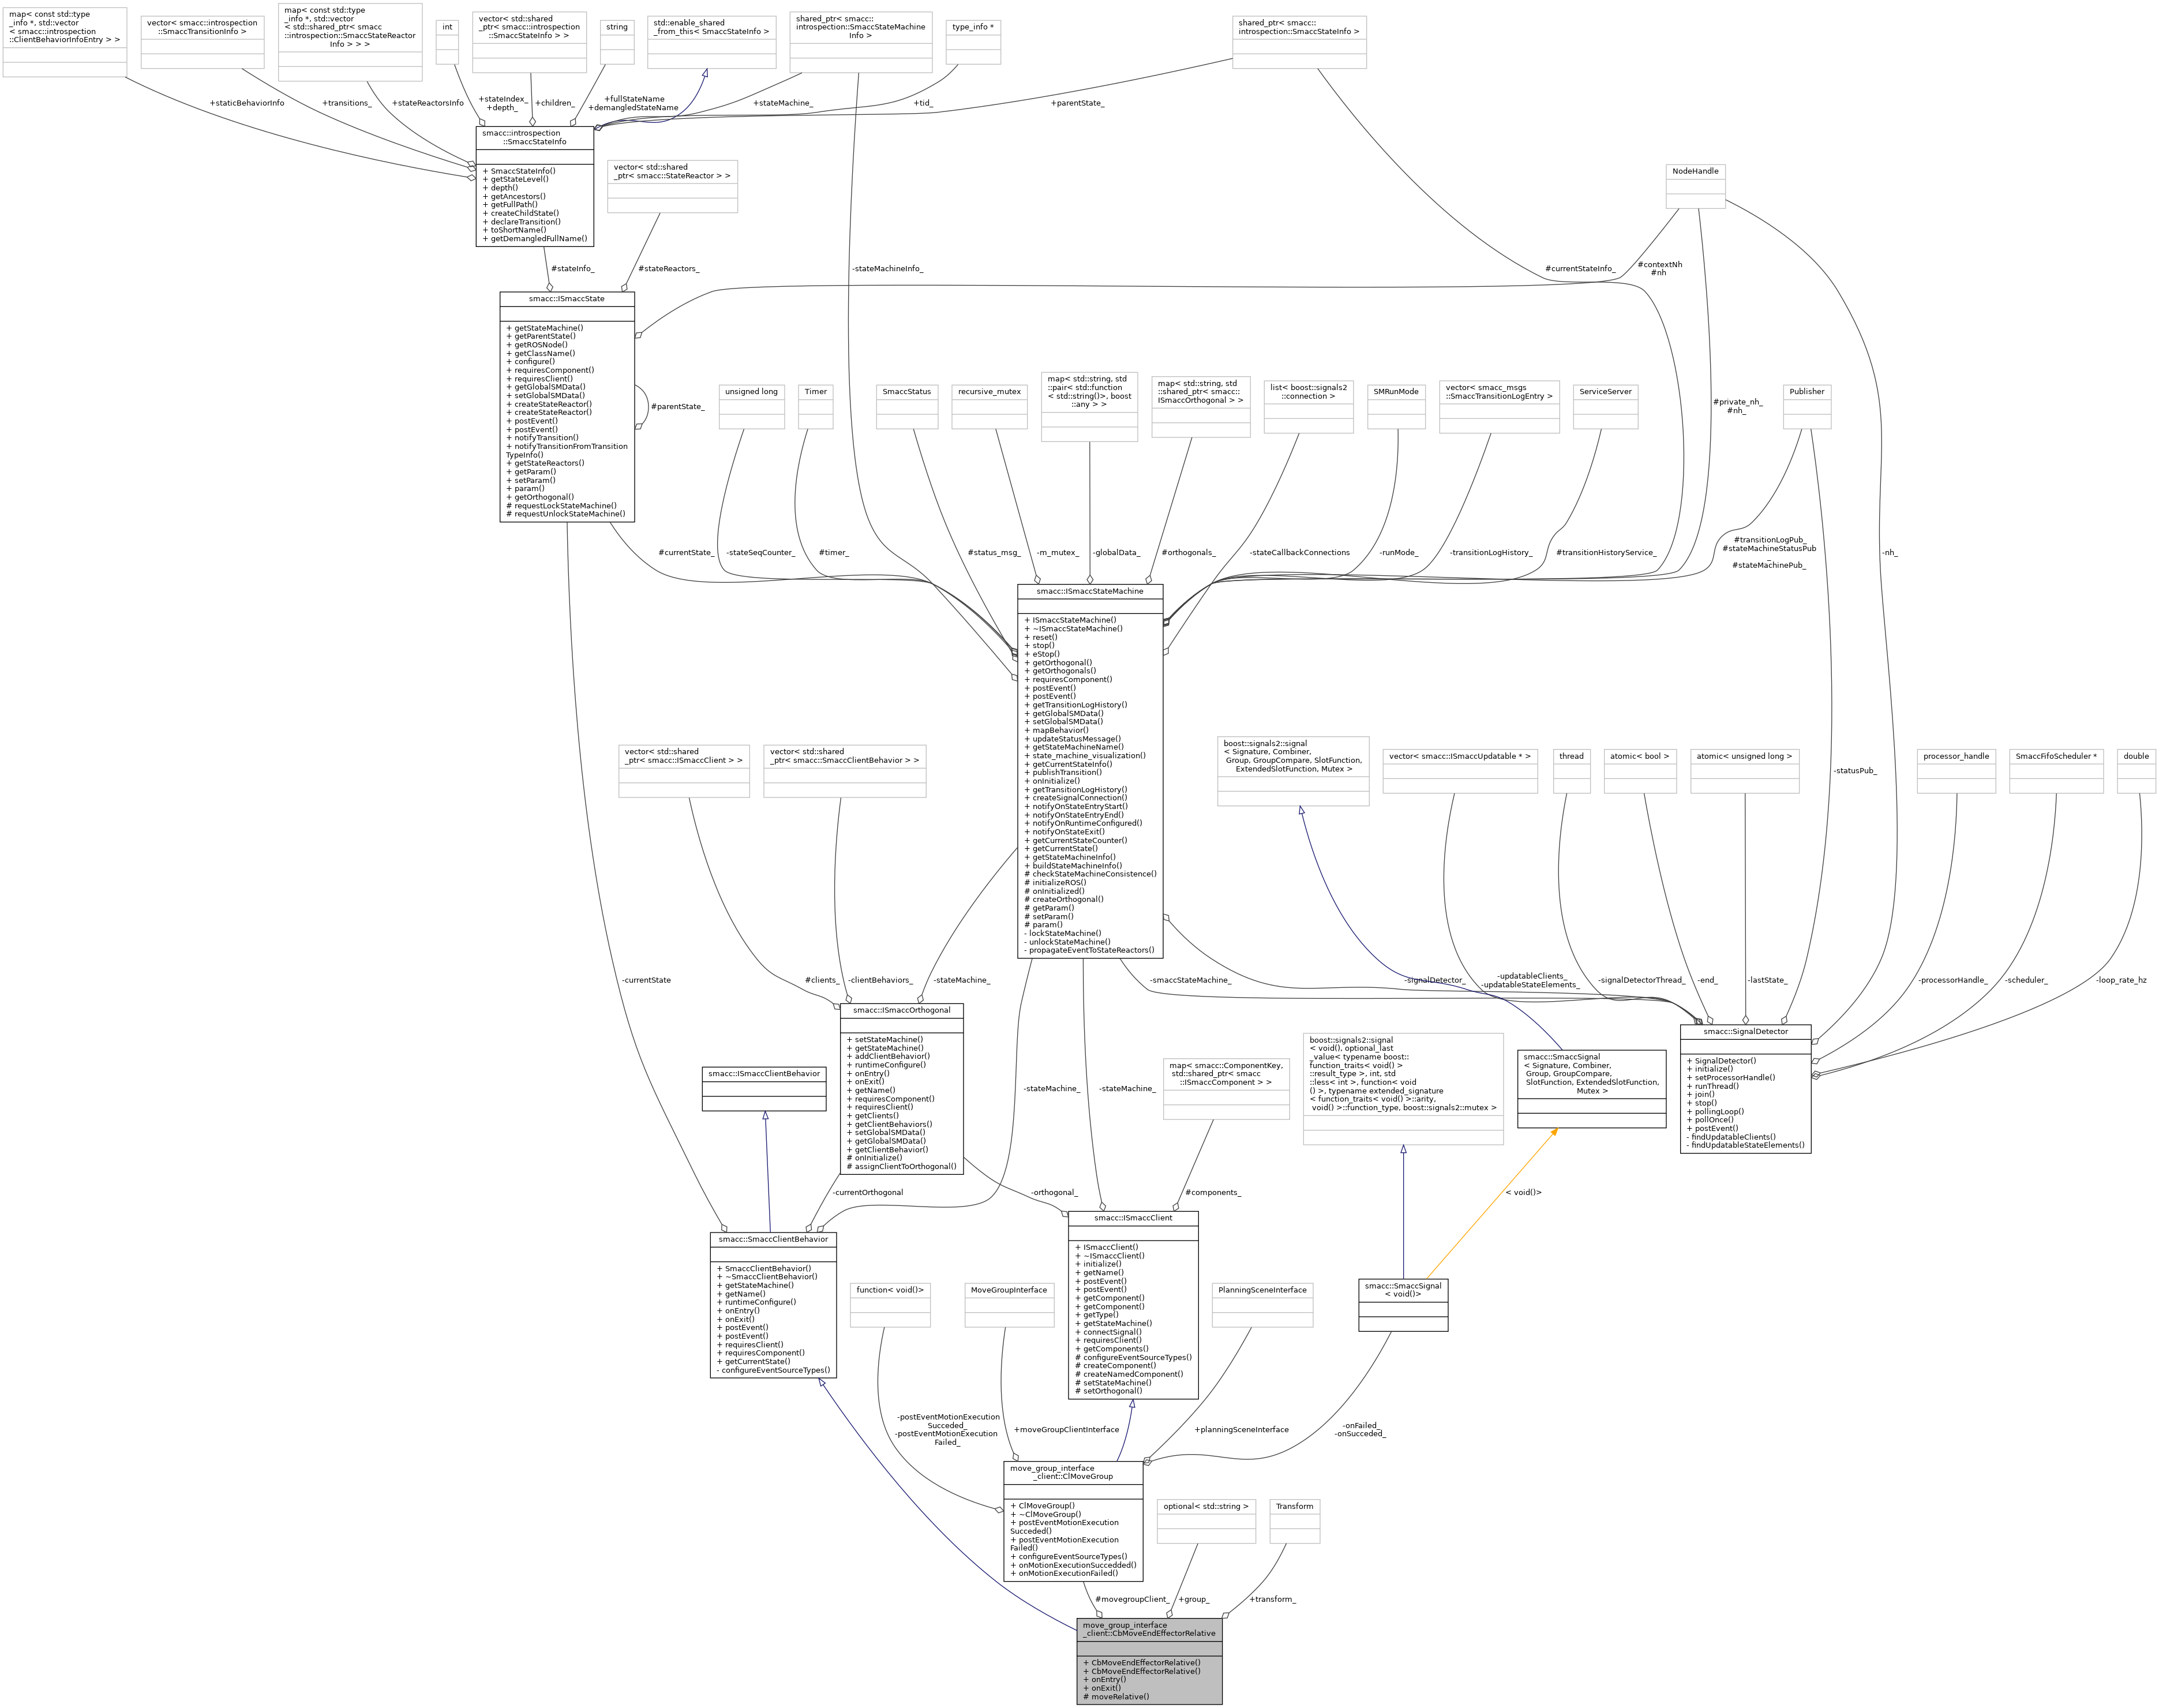 map< const std::type
_info *, std::vector
< smacc::introspection
::ClientBehaviorInfoEntry > >
vector< smacc::introspection
::SmaccTransitionInfo >
map< const std::type
_info *, std::vector
< std::shared_ptr< smacc
::introspection::SmaccStateReactor
Info > > >
int
vector< std::shared
_ptr< smacc::introspection
::SmaccStateInfo > >
string
std::enable_shared
_from_this< SmaccStateInfo >
shared_ptr< smacc::
introspection::SmaccStateMachine
Info >
type_info *
shared_ptr< smacc::
introspection::SmaccStateInfo >
+staticBehaviorInfo
+transitions_
+stateReactorsInfo
+stateIndex_
+depth_
+children_
+fullStateName
+demangledStateName
+stateMachine_
+tid_
+parentState_
smacc::introspection
::SmaccStateInfo
+ SmaccStateInfo()
+ getStateLevel()
+ depth()
+ getAncestors()
+ getFullPath()
+ createChildState()
+ declareTransition()
+ toShortName()
+ getDemangledFullName()
vector< std::shared
_ptr< smacc::StateReactor > >
NodeHandle
#stateInfo_
#stateReactors_
-stateMachineInfo_
#currentStateInfo_
#contextNh
#nh
smacc::ISmaccState
+ getStateMachine()
+ getParentState()
+ getROSNode()
+ getClassName()
+ configure()
+ requiresComponent()
+ requiresClient()
+ getGlobalSMData()
+ setGlobalSMData()
+ createStateReactor()
+ createStateReactor()
+ postEvent()
+ postEvent()
+ notifyTransition()
+ notifyTransitionFromTransition
TypeInfo()
+ getStateReactors()
+ getParam()
+ setParam()
+ param()
+ getOrthogonal()
# requestLockStateMachine()
# requestUnlockStateMachine()
#parentState_
unsigned long
Timer
SmaccStatus
recursive_mutex
map< std::string, std
::pair< std::function
< std::string()>, boost
::any > >
map< std::string, std
::shared_ptr< smacc::
ISmaccOrthogonal > >
list< boost::signals2
::connection >
SMRunMode
vector< smacc_msgs
::SmaccTransitionLogEntry >
ServiceServer
#private_nh_
#nh_
Publisher
#currentState_
-stateSeqCounter_
#timer_
#status_msg_
-m_mutex_
-globalData_
#orthogonals_
-stateCallbackConnections
-runMode_
-transitionLogHistory_
#transitionHistoryService_
#transitionLogPub_
#stateMachineStatusPub
_
#stateMachinePub_
-nh_
smacc::ISmaccStateMachine
+ ISmaccStateMachine()
+ ~ISmaccStateMachine()
+ reset()
+ stop()
+ eStop()
+ getOrthogonal()
+ getOrthogonals()
+ requiresComponent()
+ postEvent()
+ postEvent()
+ getTransitionLogHistory()
+ getGlobalSMData()
+ setGlobalSMData()
+ mapBehavior()
+ updateStatusMessage()
+ getStateMachineName()
+ state_machine_visualization()
+ getCurrentStateInfo()
+ publishTransition()
+ onInitialize()
+ getTransitionLogHistory()
+ createSignalConnection()
+ notifyOnStateEntryStart()
+ notifyOnStateEntryEnd()
+ notifyOnRuntimeConfigured()
+ notifyOnStateExit()
+ getCurrentStateCounter()
+ getCurrentState()
+ getStateMachineInfo()
+ buildStateMachineInfo()
# checkStateMachineConsistence()
# initializeROS()
# onInitialized()
# createOrthogonal()
# getParam()
# setParam()
# param()
- lockStateMachine()
- unlockStateMachine()
- propagateEventToStateReactors()
vector< std::shared
_ptr< smacc::ISmaccClient > >
vector< std::shared
_ptr< smacc::SmaccClientBehavior > >
boost::signals2::signal
< Signature, Combiner,
Group, GroupCompare, SlotFunction,
ExtendedSlotFunction, Mutex >
vector< smacc::ISmaccUpdatable * >
thread
atomic< bool >
atomic< unsigned long >
-statusPub_
processor_handle
SmaccFifoScheduler *
double
-currentState
#clients_
-clientBehaviors_
-stateMachine_
-smaccStateMachine_
-signalDetector_
-updatableClients_
-updatableStateElements_
-signalDetectorThread_
-end_
-lastState_
-processorHandle_
-scheduler_
-loop_rate_hz
smacc::ISmaccOrthogonal
+ setStateMachine()
+ getStateMachine()
+ addClientBehavior()
+ runtimeConfigure()
+ onEntry()
+ onExit()
+ getName()
+ requiresComponent()
+ requiresClient()
+ getClients()
+ getClientBehaviors()
+ setGlobalSMData()
+ getGlobalSMData()
+ getClientBehavior()
# onInitialize()
# assignClientToOrthogonal()
smacc::ISmaccClientBehavior
-stateMachine_
-stateMachine_
map< smacc::ComponentKey,
std::shared_ptr< smacc
::ISmaccComponent > >
boost::signals2::signal
< void(), optional_last
_value< typename boost::
function_traits< void() >
::result_type >, int, std
::less< int >, function< void
() >, typename extended_signature
< function_traits< void() >::arity,
void() >::function_type, boost::signals2::mutex >
smacc::SmaccSignal
< Signature, Combiner,
Group, GroupCompare,
SlotFunction, ExtendedSlotFunction,
Mutex >
smacc::SignalDetector
+ SignalDetector()
+ initialize()
+ setProcessorHandle()
+ runThread()
+ join()
+ stop()
+ pollingLoop()
+ pollOnce()
+ postEvent()
- findUpdatableClients()
- findUpdatableStateElements()
-currentOrthogonal
-orthogonal_
#components_
< void()>
smacc::SmaccClientBehavior
+ SmaccClientBehavior()
+ ~SmaccClientBehavior()
+ getStateMachine()
+ getName()
+ runtimeConfigure()
+ onEntry()
+ onExit()
+ postEvent()
+ postEvent()
+ requiresClient()
+ requiresComponent()
+ getCurrentState()
- configureEventSourceTypes()
smacc::ISmaccClient
+ ISmaccClient()
+ ~ISmaccClient()
+ initialize()
+ getName()
+ postEvent()
+ postEvent()
+ getComponent()
+ getComponent()
+ getType()
+ getStateMachine()
+ connectSignal()
+ requiresClient()
+ getComponents()
# configureEventSourceTypes()
# createComponent()
# createNamedComponent()
# setStateMachine()
# setOrthogonal()
function< void()>
MoveGroupInterface
PlanningSceneInterface
smacc::SmaccSignal
< void()>
-postEventMotionExecution
Succeded_
-postEventMotionExecution
Failed_
+moveGroupClientInterface
+planningSceneInterface
-onFailed_
-onSucceded_
move_group_interface
_client::ClMoveGroup
+ ClMoveGroup()
+ ~ClMoveGroup()
+ postEventMotionExecution
Succeded()
+ postEventMotionExecution
Failed()
+ configureEventSourceTypes()
+ onMotionExecutionSuccedded()
+ onMotionExecutionFailed()
optional< std::string >
Transform
#movegroupClient_
+group_
+transform_
move_group_interface
_client::CbMoveEndEffectorRelative
+ CbMoveEndEffectorRelative()
+ CbMoveEndEffectorRelative()
+ onEntry()
+ onExit()
# moveRelative()